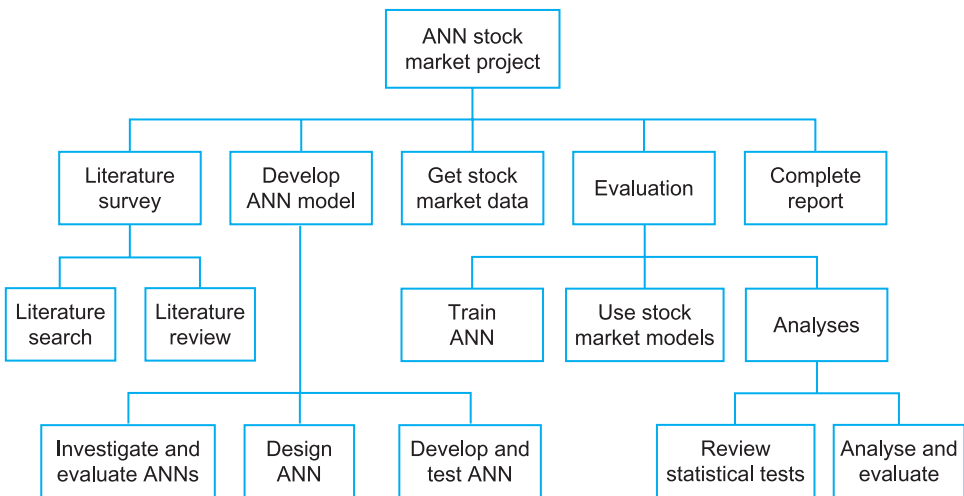 ANN stock
market project
Literature
survey
Develop
ANN model
Get stock
market data
Evaluation
Complete
report
Literature
search
Literature
review
Train
ANN
Use stock
market models
Analyses
Investigate and
evaluate ANNs
Design
ANN
Develop and
test ANN
Review
statistical tests
Analyse and
evaluate